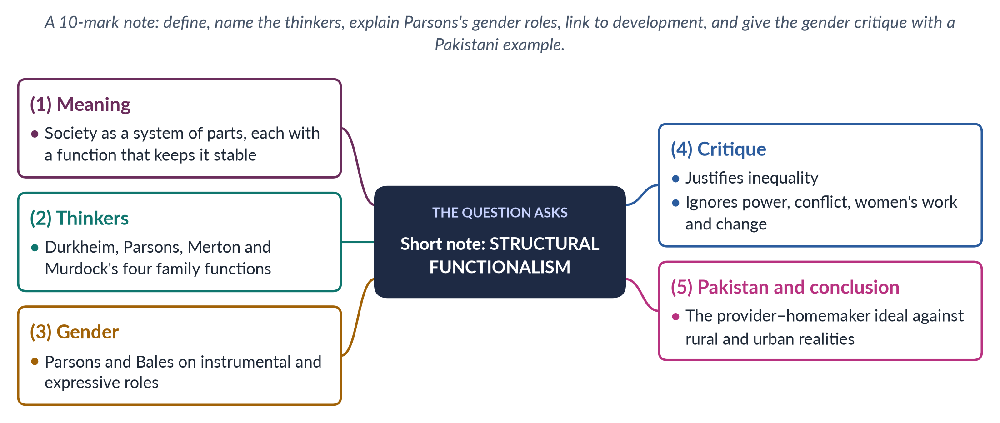 A 10-mark note: define, name the thinkers, explain Parsons's gender roles, link to development, and give the gender critique with a
Pakistani example.
(1) Meaning
• Society as a system of parts, each with
a function that keeps it stable
(2) Thinkers
• Durkheim, Parsons, Merton and
Murdock's four family functions
(3) Gender
• Parsons and Bales on instrumental and
expressive roles
THE QUESTION ASKS
Short note: STRUCTURAL
FUNCTIONALISM
(4) Critique
• Justifies inequality
• Ignores power, conflict, women's work
and change
(5) Pakistan and conclusion
• The provider–homemaker ideal against
rural and urban realities